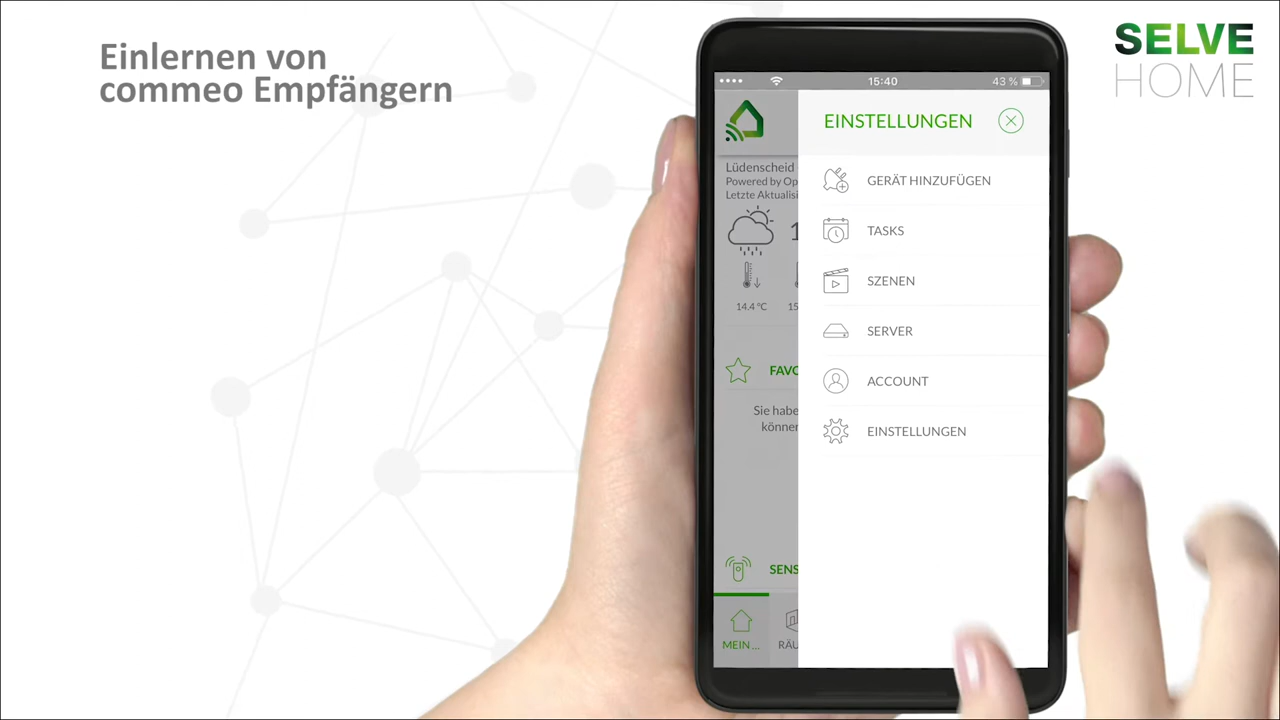 Einlernen von
commeo Empfängern
SELVE
HOME
15:40
43 %
EINSTELLUNGEN
Lüdenscheid
Powered by Op
Letzte Aktualisi
14.4 °C
15
FAVO
Sie habe
können
SENS
MEIN ...
RÄU
GERÄT HINZUFÜGEN
TASKS
SZENEN
SERVER
ACCOUNT
EINSTELLUNGEN